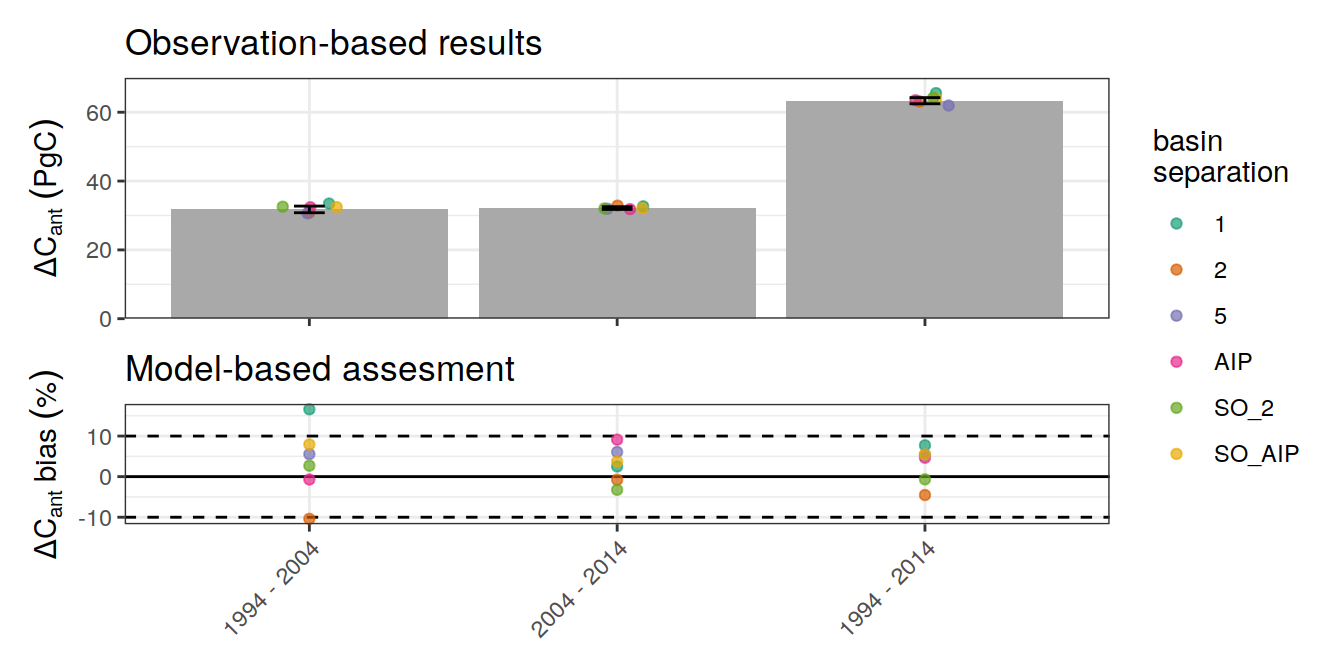 Observation-based results
ΔCant (PgC)
60
40
20
0
Model-based assesment
ΔCant bias (%)
10
0
-10
1994 - 2004
2004 - 2014
1994 - 2014
basin
separation
1
2
5
AIP
SO_2
SO_AIP